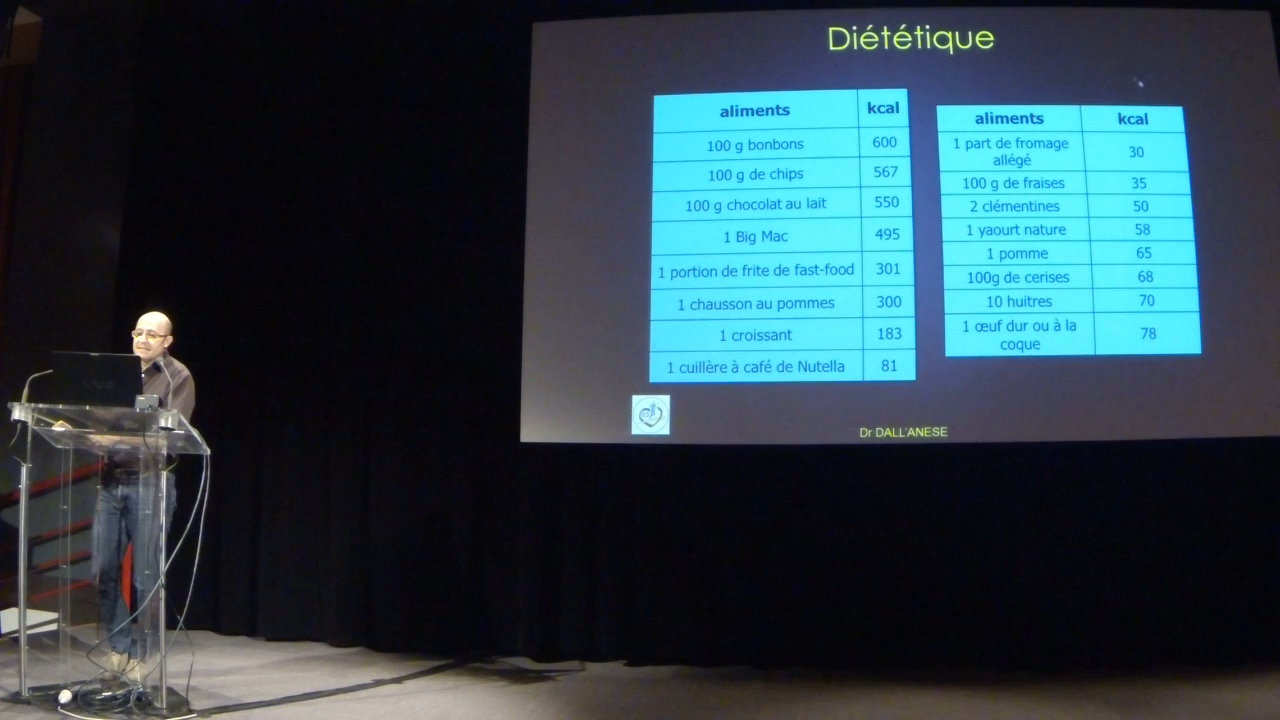 Diététique
aliments kcal
100 g bonbons 600
100 g de chips 567
100 g chocolat au lait 550
1 Big Mac 495
1 portion de frite de fast-food 301
1 chausson au pommes 300
1 croissant 183
1 cuillère à café de Nutella 81
aliments kcal
1 part de fromage
allégé 30
100 g de fraises 35
2 clémentines 50
1 yaourt nature 58
1 pomme 65
100g de cerises 68
10 huitres 70
1 œuf dur ou à la
coque 78
Dr DALL'ANESE